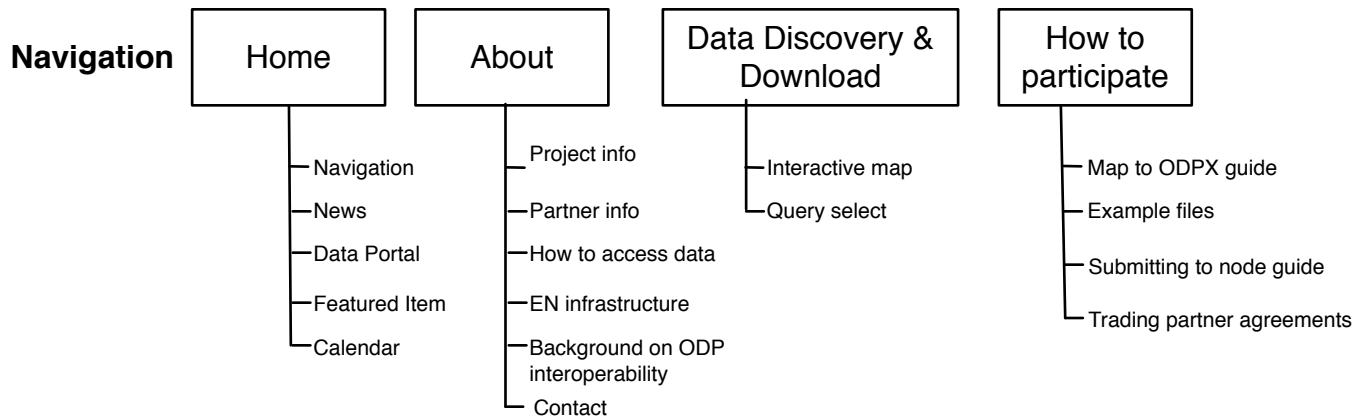 Navigation
Home
Navigation
News
Data Portal
Featured Item
Calendar
About
Project info
Partner info
How to access data
EN infrastructure
Background on ODP
interoperability
Contact
Data Discovery &
Download
Interactive map
Query select
How to
participate
Map to ODPX guide
Example files
Submitting to node guide
Trading partner agreements